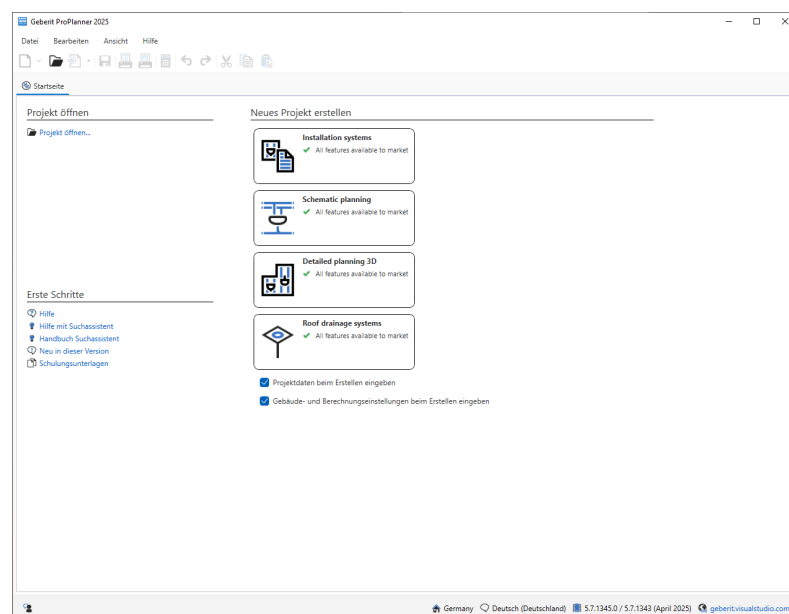 Geberit ProPlanner 2025
Datei Bearbeiten Ansicht Hilfe
Startseite
Projekt öffnen
Projekt öffnen...
Neues Projekt erstellen
Installation systems
All features available to market
Schematic planning
All features available to market
Detailed planning 3D
All features available to market
Roof drainage systems
All features available to market
Projektdaten beim Erstellen eingeben
Gebäude- und Berechnungseinstellungen beim Erstellen eingeben
Erste Schritte
Hilfe
Hilfe mit Suchassistent
Handbuch Suchassistent
Neu in dieser Version
Schulungsunterlagen
Germany Deutsch (Deutschland) 5.7.1345.0 / 5.7.1343 (April 2025) geberit.visualstudio.com